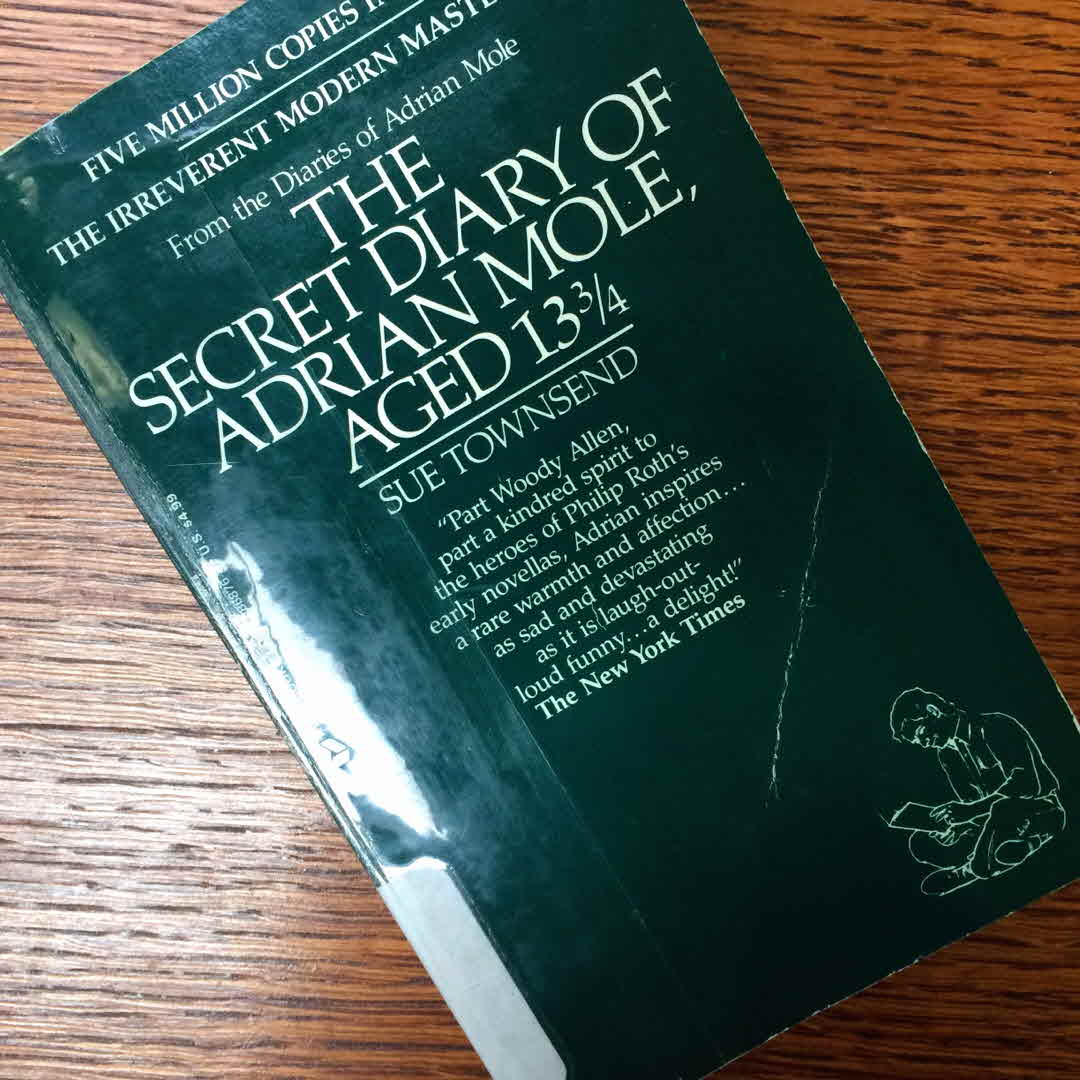 FIVE MILLION COPIES
THE IRREVERENT MODERN
From the Diaries of Adrian Mole
THE
SECRET DIARY OF
ADRIAN MOLE,
AGED 13¾
SUE TOWNSEND
"Part Woody Allen,
part a kindred spirit to
the heroes of Philip Roth's
early novellas, Adrian inspires
a rare warmth and affection...
as sad and devastating
as it is laugh-out-
loud funny...a delight!"
The New York Times
U.S. $4.99